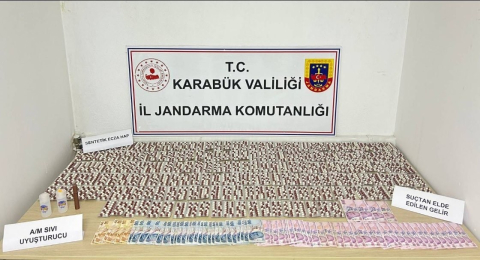 T.C.
KARABÜK VALİLİĞİ
İL JANDARMA KOMUTANLIĞI
SENTETİK ECZA HAP
SUÇTAN ELDE
EDİLEN GELİR
A/M SIVI
UYUŞTURUCU